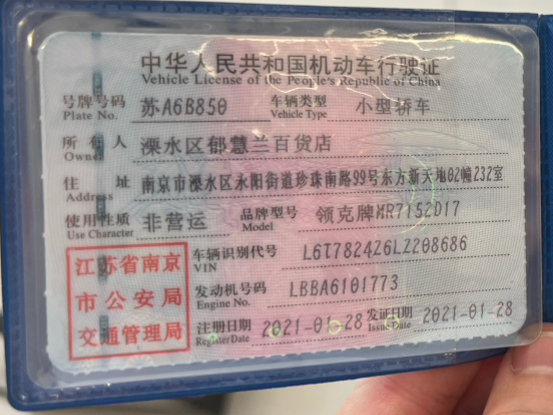 中华人民共和国机动车行驶证
Vehicle License of the People's Republic of China
号牌号码 苏A6B850 车辆类型 小型轿车
Plate No. Vehicle Type
所有人 溧水区郁慧兰百货店
Owner
住址 南京市溧水区永阳街道珍珠南路99号东方新天地02幢232室
Address
使用性质 非营运 品牌型号 领克牌MR7152D17
Use Character Model
江苏省南京市公安局交通管理局
车辆识别代号 L6T7824Z6LZ208686
VIN
发动机号码 LBBA6101773
Engine No.
注册日期 2021-01-28 发证日期 2021-01-28
Register Date Issue Date